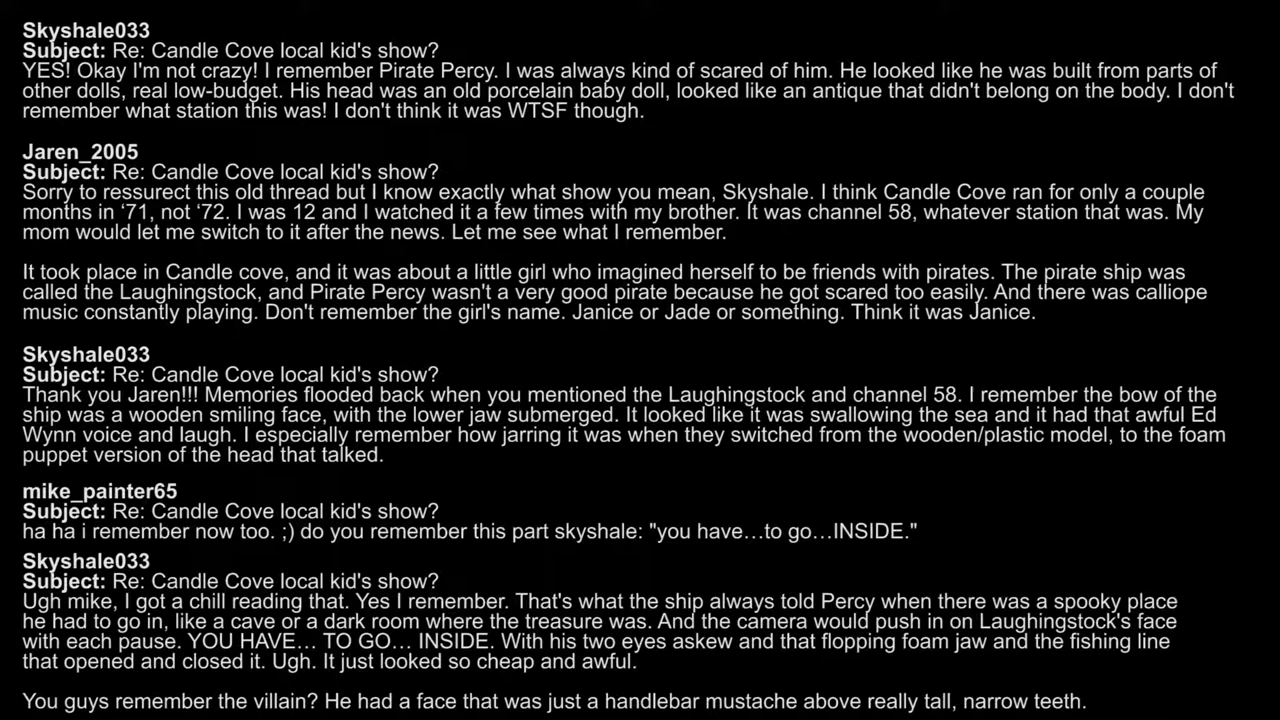 Skyshale033
Subject: Re: Candle Cove local kid's show?
YES! Okay I'm not crazy! I remember Pirate Percy. I was always kind of scared of him. He looked like he was built from parts of
other dolls, real low-budget. His head was an old porcelain baby doll, looked like an antique that didn't belong on the body. I don't
remember what station this was! I don't think it was WTSF though.
Jaren_2005
Subject: Re: Candle Cove local kid's show?
Sorry to ressurect this old thread but I know exactly what show you mean, Skyshale. I think Candle Cove ran for only a couple
months in ‘71, not ‘72. I was 12 and I watched it a few times with my brother. It was channel 58, whatever station that was. My
mom would let me switch to it after the news. Let me see what I remember.
It took place in Candle cove, and it was about a little girl who imagined herself to be friends with pirates. The pirate ship was
called the Laughingstock, and Pirate Percy wasn't a very good pirate because he got scared too easily. And there was calliope
music constantly playing. Don't remember the girl's name. Janice or Jade or something. Think it was Janice.
Skyshale033
Subject: Re: Candle Cove local kid's show?
Thank you Jaren!!! Memories flooded back when you mentioned the Laughingstock and channel 58. I remember the bow of the
ship was a wooden smiling face, with the lower jaw submerged. It looked like it was swallowing the sea and it had that awful Ed
Wynn voice and laugh. I especially remember how jarring it was when they switched from the wooden/plastic model, to the foam
puppet version of the head that talked.
mike_painter65
Subject: Re: Candle Cove local kid's show?
ha ha i remember now too. ;) do you remember this part skyshale: "you have…to go…INSIDE."
Skyshale033
Subject: Re: Candle Cove local kid's show?
Ugh mike, I got a chill reading that. Yes I remember. That's what the ship always told Percy when there was a spooky place
he had to go in, like a cave or a dark room where the treasure was. And the camera would push in on Laughingstock's face
with each pause. YOU HAVE… TO GO… INSIDE. With his two eyes askew and that flopping foam jaw and the fishing line
that opened and closed it. Ugh. It just looked so cheap and awful.
You guys remember the villain? He had a face that was just a handlebar mustache above really tall, narrow teeth.